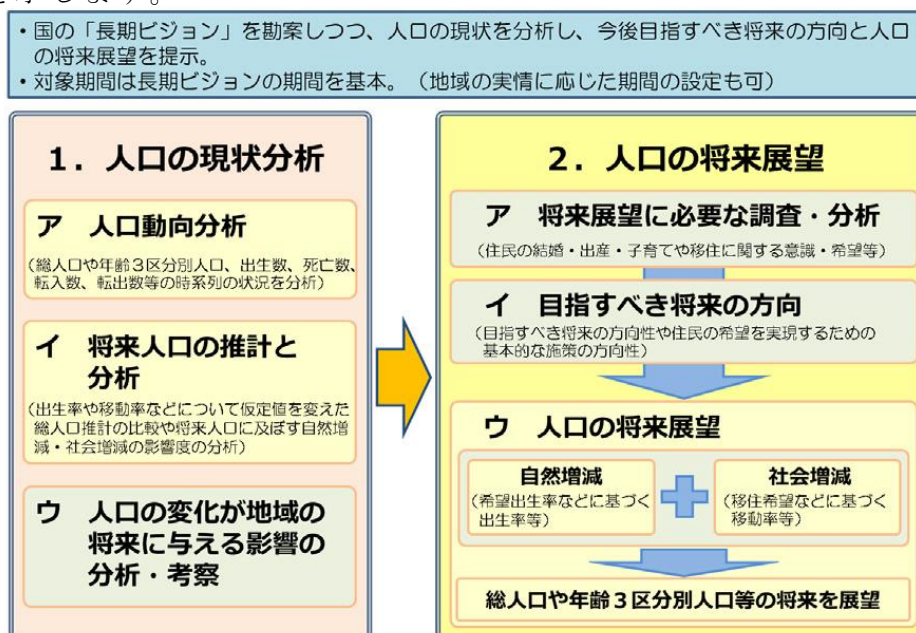 ・国の「長期ビジョン」を勘案しつつ、人口の現状を分析し、今後目指すべき将来の方向と人口
の将来展望を提示。
・対象期間は長期ビジョンの期間を基本。（地域の実情に応じた期間の設定も可）
１．人口の現状分析
ア　人口動向分析
（総人口や年齢３区分別人口、出生数、死亡数、
転入数、転出数等の時系列の状況を分析）
イ　将来人口の推計と
分析
（出生率や移動率などについて仮定値を変えた
総人口推計の比較や将来人口に及ぼす自然増
減・社会増減の影響度の分析）
ウ　人口の変化が地域の
将来に与える影響の
分析・考察
２．人口の将来展望
ア　将来展望に必要な調査・分析
（住民の結婚・出産・子育てや移住に関する意識・希望等）
イ　目指すべき将来の方向
（目指すべき将来の方向性や住民の希望を実現するための
基本的な施策の方向性）
ウ　人口の将来展望
自然増減
（希望出生率などに基づく
出生率等）
社会増減
（移住希望などに基づく
移動率等）
総人口や年齢３区分別人口等の将来を展望